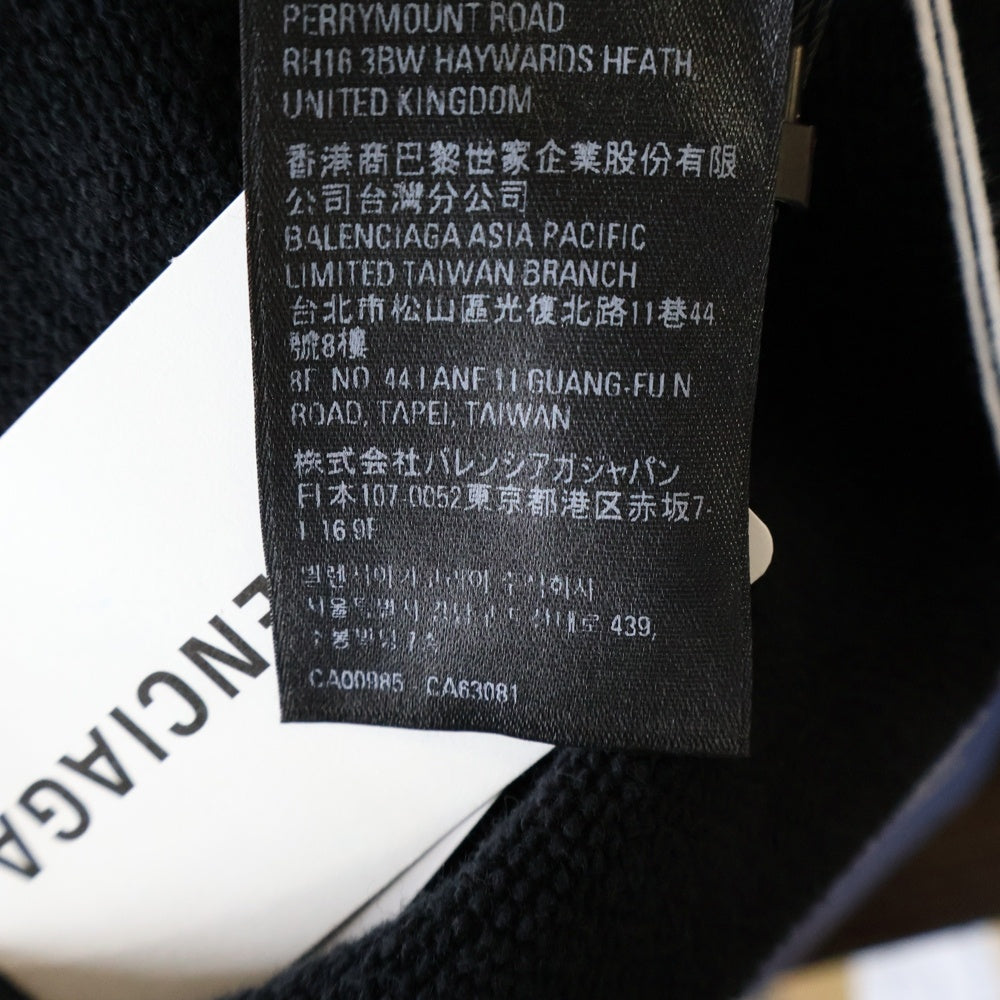 PERRYMOUNT ROAD
RH16 3BW HAYWARDS HEATH,
UNITED KINGDOM
香港商巴黎世家企業股份有限
公司台灣分公司
BALENCIAGA ASIA PACIFIC
LIMITED TAIWAN BRANCH
台北市松山區光復北路11巷44
號8樓
8F NO 44 LANE 11 GUANG-FU N
ROAD, TAPEI, TAIWAN
株式会社バレンシアガジャパン
本107 0052東京都港区赤坂7-
1 16 9F
439,
CA00985 CA63081
ENCIAGA